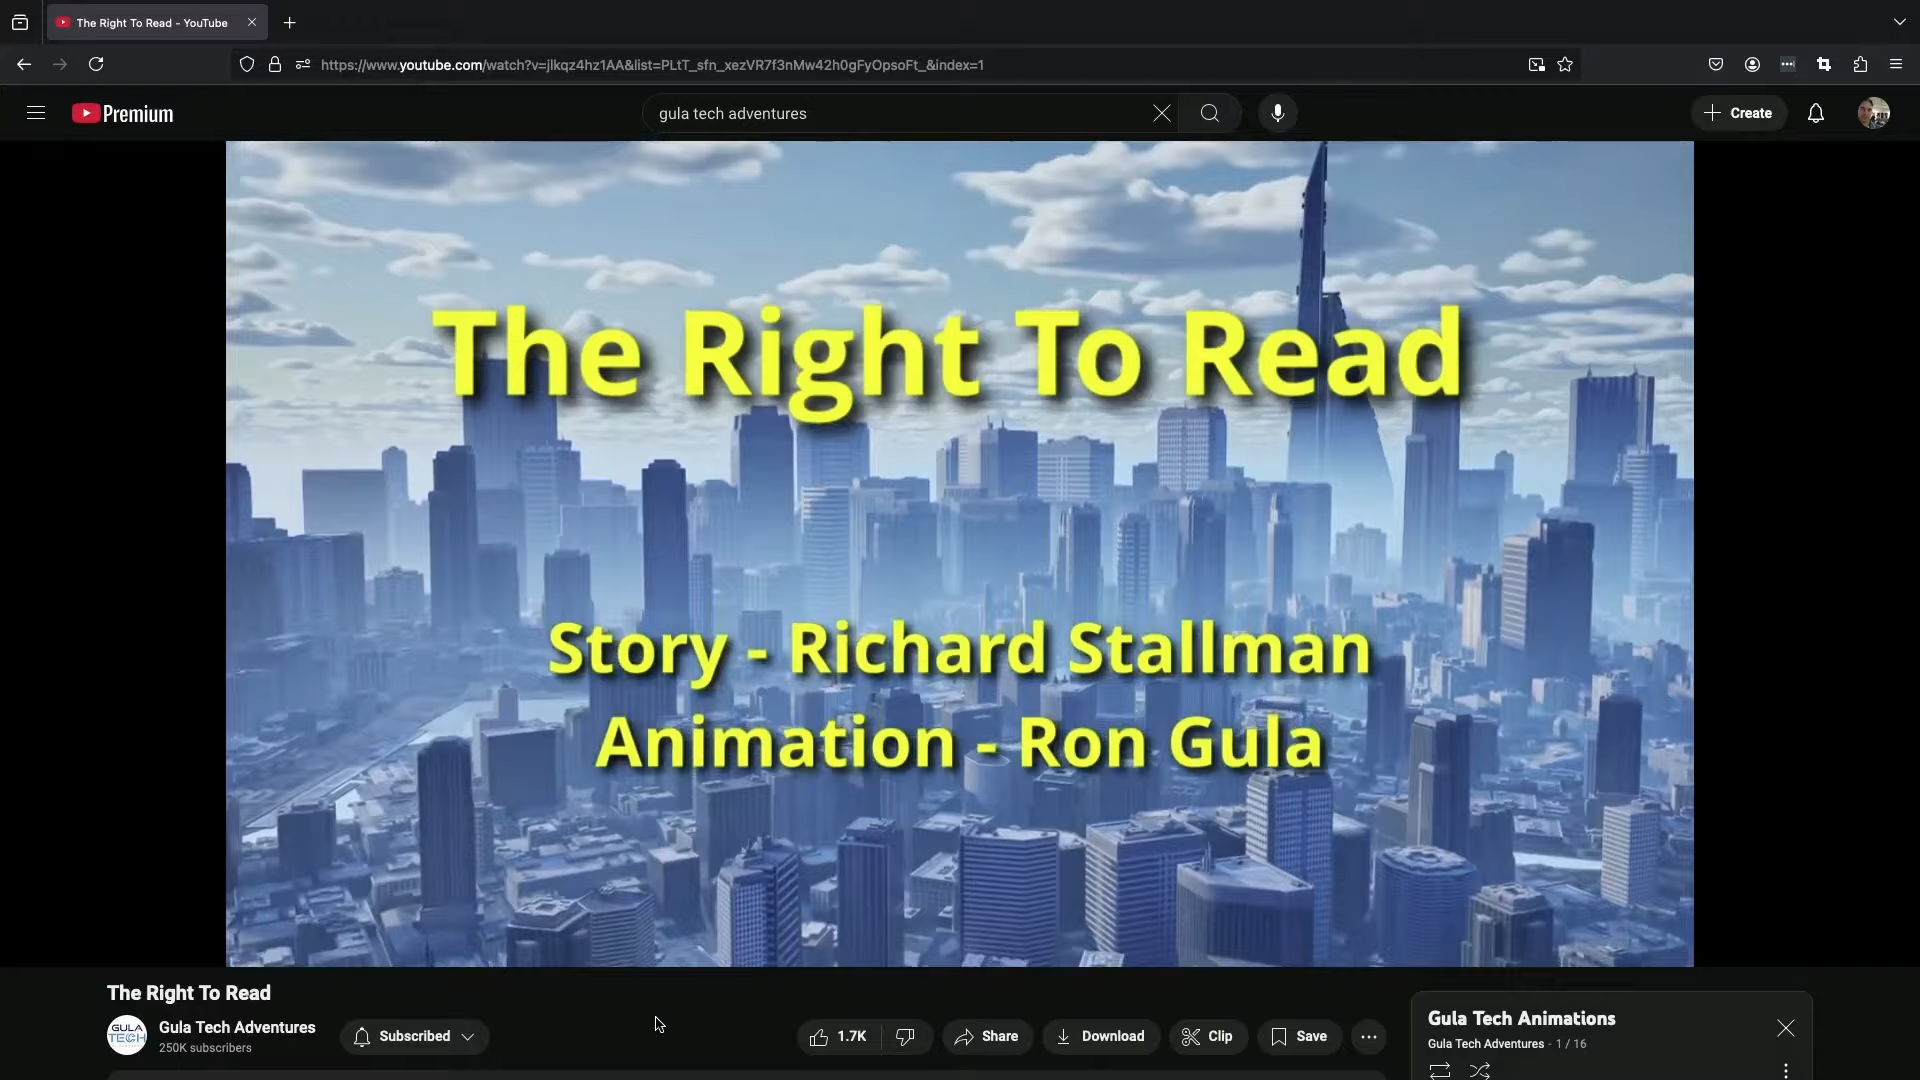 The Right To Read - YouTube
https://www.youtube.com/watch?v=jlkqz4hz1AA&list=PLtT_sfn_xezVR7f3nMw42h0gFyOpsoFt_&index=1
Premium
gula tech adventures
Create
The Right To Read
Story - Richard Stallman
Animation - Ron Gula
The Right To Read
GULA
TECH
Gula Tech Adventures
250K subscribers
Subscribed
1.7K
Share
Download
Clip
Save
Gula Tech Animations
Gula Tech Adventures - 1 / 16